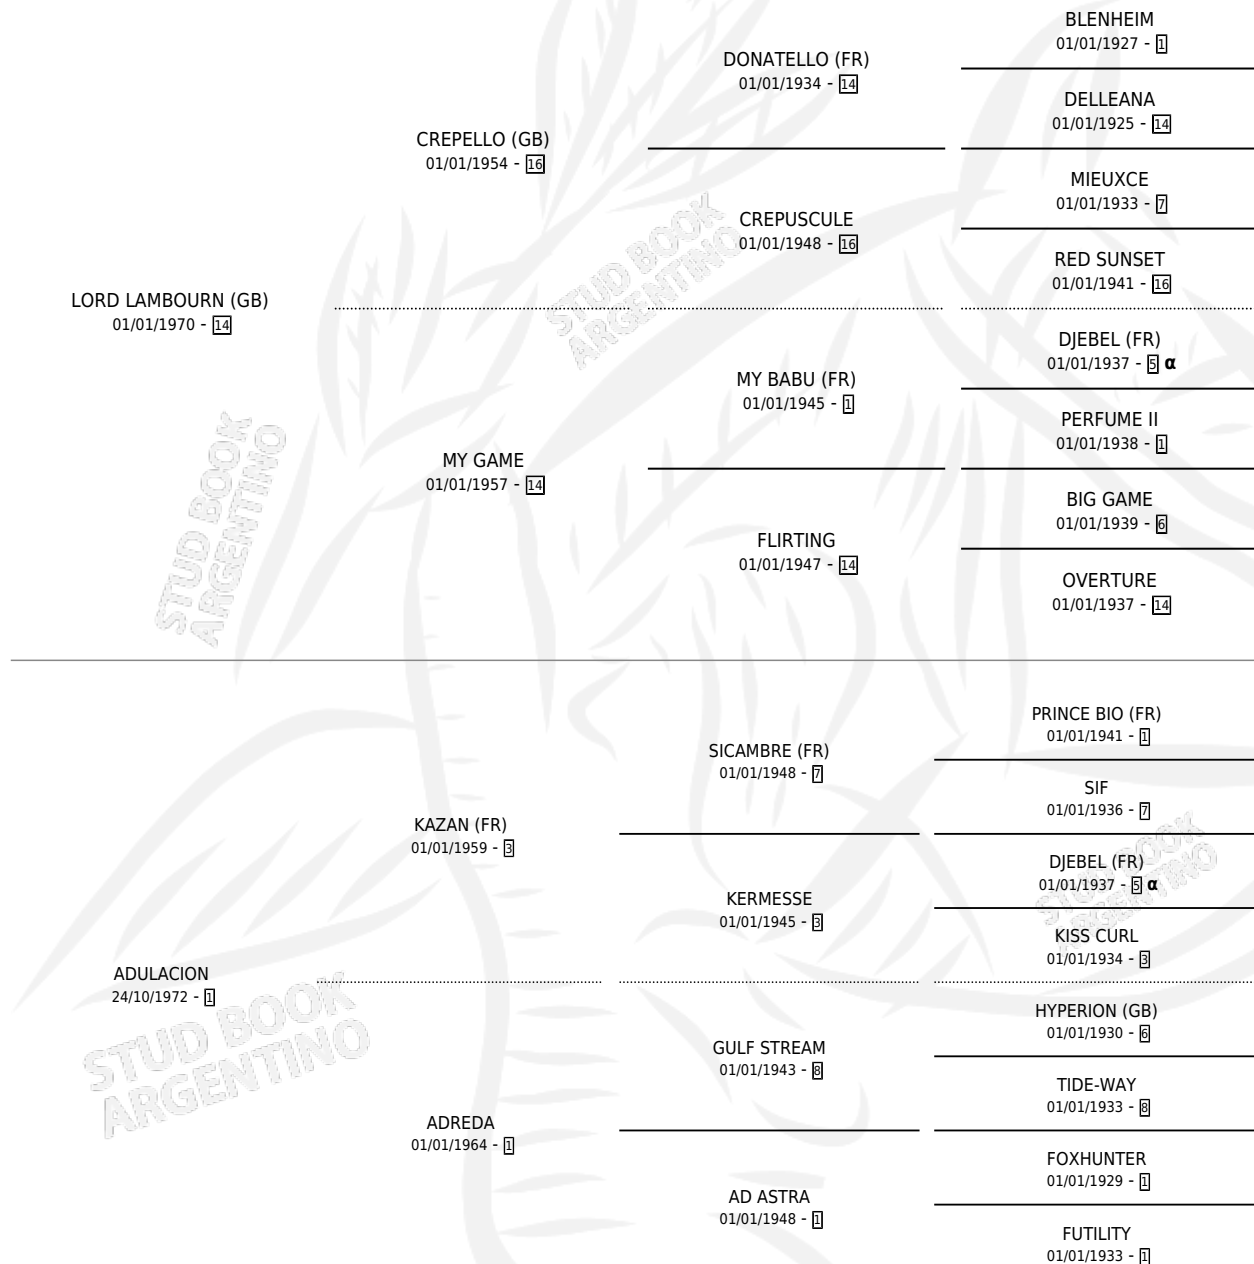 BLENHEIM
01/01/1927 - 1
DONATELLO (FR)
01/01/1934 - 14
DELLEANA
01/01/1925 - 14
CREPELLO (GB)
01/01/1954 - 16
MIEUXCE
01/01/1933 - 7
CREPUSCULE
01/01/1948 - 16
RED SUNSET
01/01/1941 - 16
LORD LAMBOURN (GB)
01/01/1970 - 14
DJEBEL (FR)
01/01/1937 - 5 α
MY BABU (FR)
01/01/1945 - 1
PERFUME II
01/01/1938 - 1
MY GAME
01/01/1957 - 14
BIG GAME
01/01/1939 - 6
FLIRTING
01/01/1947 - 14
OVERTURE
01/01/1937 - 14
PRINCE BIO (FR)
01/01/1941 - 1
SICAMBRE (FR)
01/01/1948 - 7
SIF
01/01/1936 - 7
KAZAN (FR)
01/01/1959 - 3
DJEBEL (FR)
01/01/1937 - 5 α
KERMESSE
01/01/1945 - 3
KISS CURL
01/01/1934 - 3
ADULACION
24/10/1972 - 1
HYPERION (GB)
01/01/1930 - 6
GULF STREAM
01/01/1943 - 8
TIDE-WAY
01/01/1933 - 8
ADREDA
01/01/1964 - 1
FOXHUNTER
01/01/1929 - 1
AD ASTRA
01/01/1948 - 1
FUTILITY
01/01/1933 - 1
STUD BOOK
ARGENTINO
STUD BOOK
ARGENTINO
STUD BOOK
ARGENTINO
STUD BOOK
ARGENTINO